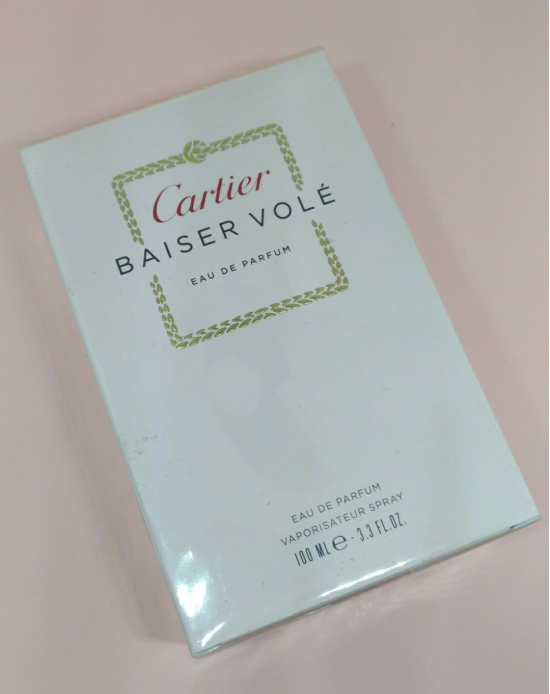 Cartier
BAISER VOLÉ
EAU DE PARFUM
EAU DE PARFUM
VAPORISATEUR SPRAY
100 ML e - 3.3 FL.OZ.